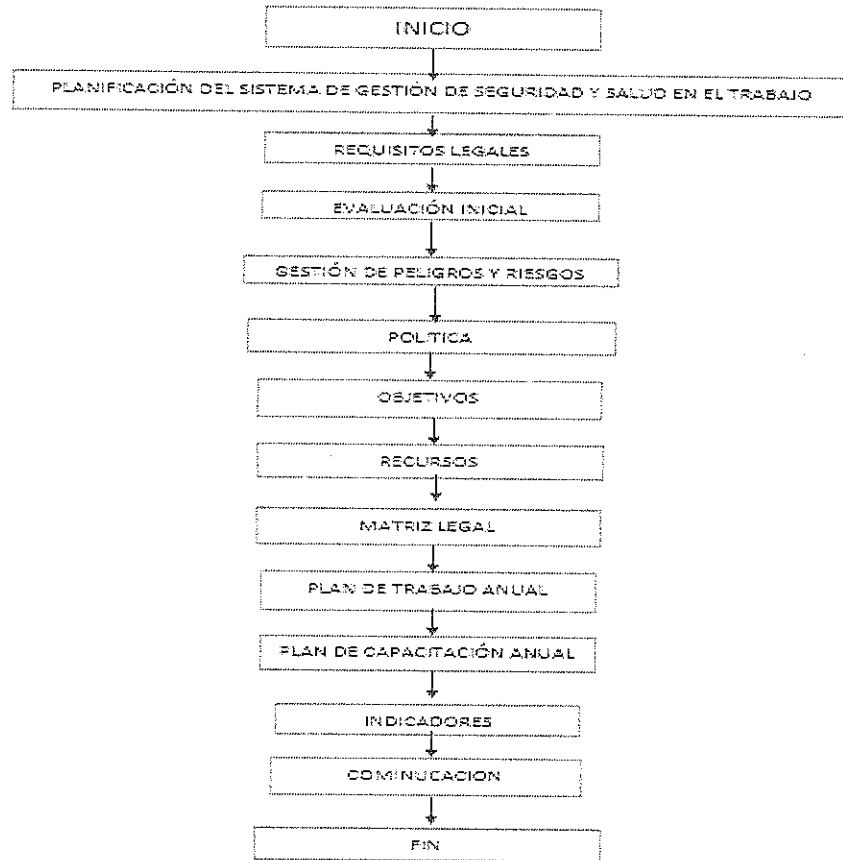 INICIO
PLANIFICACIÓN DEL SISTEMA DE GESTIÓN DE SEGURIDAD Y SALUD EN EL TRABAJO
REQUISITOS LEGALES
EVALUACIÓN INICIAL
GESTIÓN DE PELIGROS Y RIESGOS
POLITICA
OBJETIVOS
RECURSOS
MATRIZ LEGAL
PLAN DE TRABAJO ANUAL
PLAN DE CAPACITACIÓN ANUAL
INDICADORES
COMINUCACION
FIN